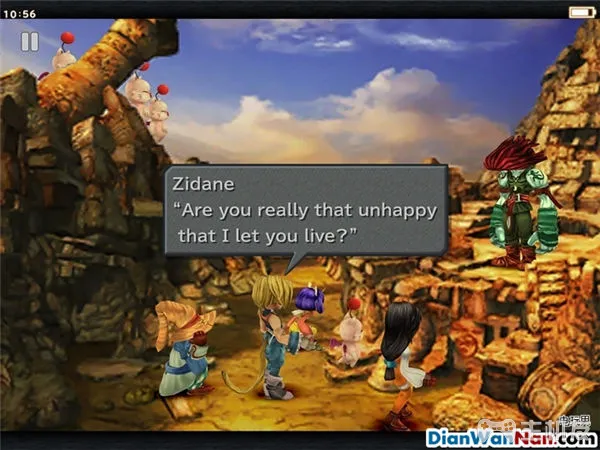 10:56
Zidane
“Are you really that unhappy
that I let you live?”
DianWanNan.com